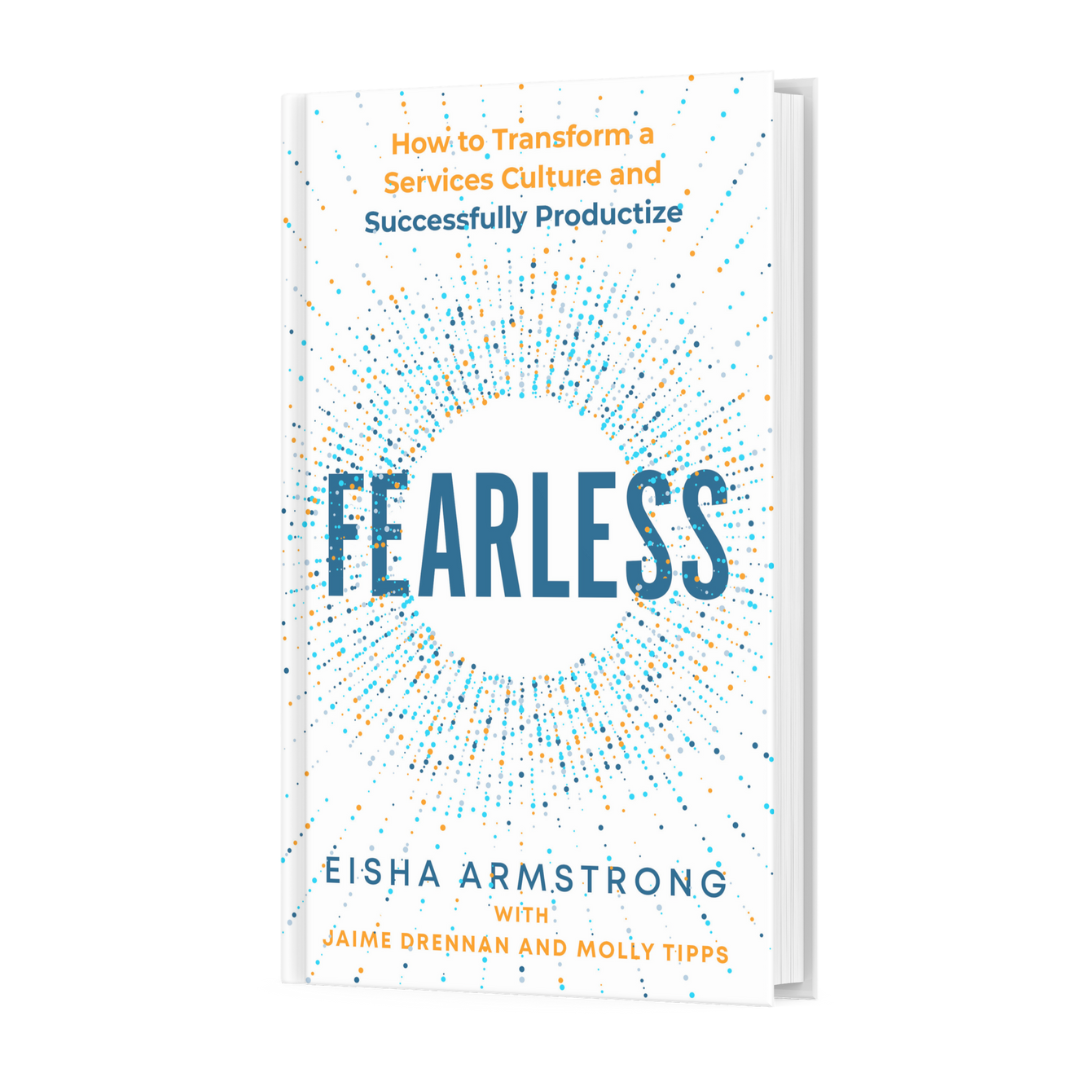 How to Transform a
Services Culture and
Successfully Productize
FEARLESS
EISHA ARMSTRONG
WITH
JAIME DRENNAN AND MOLLY TIPPS